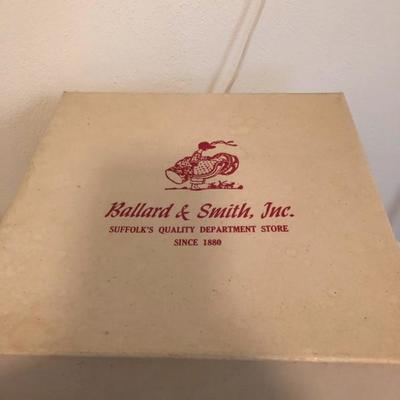 Ballard & Smith, Inc.
SUFFOLK'S QUALITY DEPARTMENT STORE
SINCE 1880